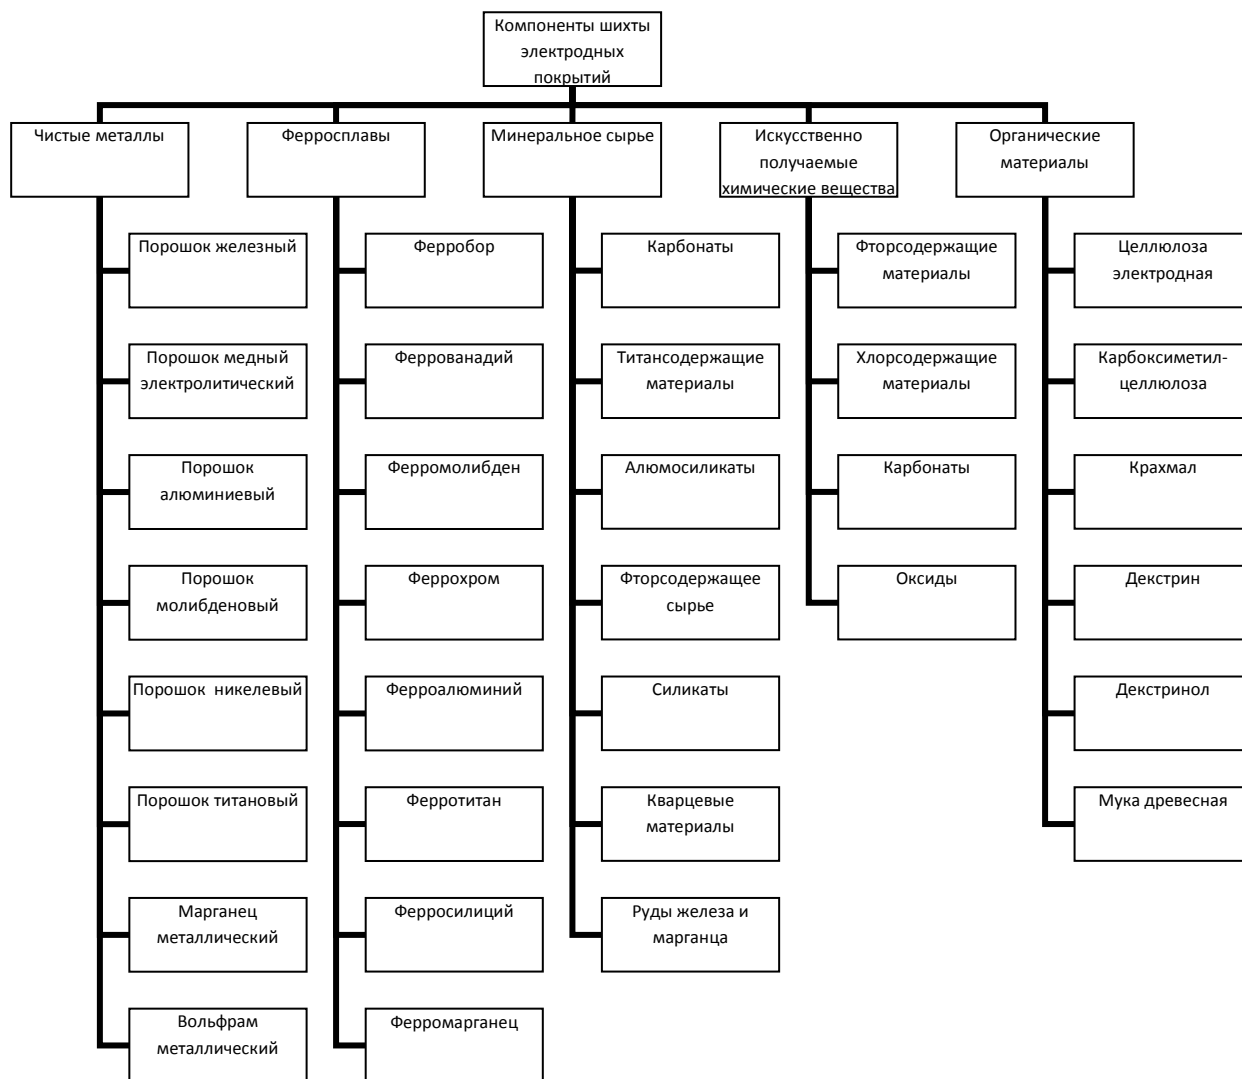 Компоненты шихты
электродных
покрытий
Чистые металлы
Ферросплавы
Минеральное сырье
Искусственно
получаемые
химические вещества
Органические
материалы
Порошок железный
Порошок медный
электролитический
Порошок
алюминиевый
Порошок
молибденовый
Порошок никелевый
Порошок титановый
Марганец
металлический
Вольфрам
металлический
Ферробор
Феррованадий
Ферромолибден
Феррохром
Ферроалюминий
Ферротитан
Ферросилиций
Ферромарганец
Карбонаты
Титансодержащие
материалы
Алюмосиликаты
Фторсодержащее
сырье
Силикаты
Кварцевые
материалы
Руды железа и
марганца
Фторсодержащие
материалы
Хлорсодержащие
материалы
Карбонаты
Оксиды
Целлюлоза
электродная
Карбоксиметил-
целлюлоза
Крахмал
Декстрин
Декстринол
Мука древесная